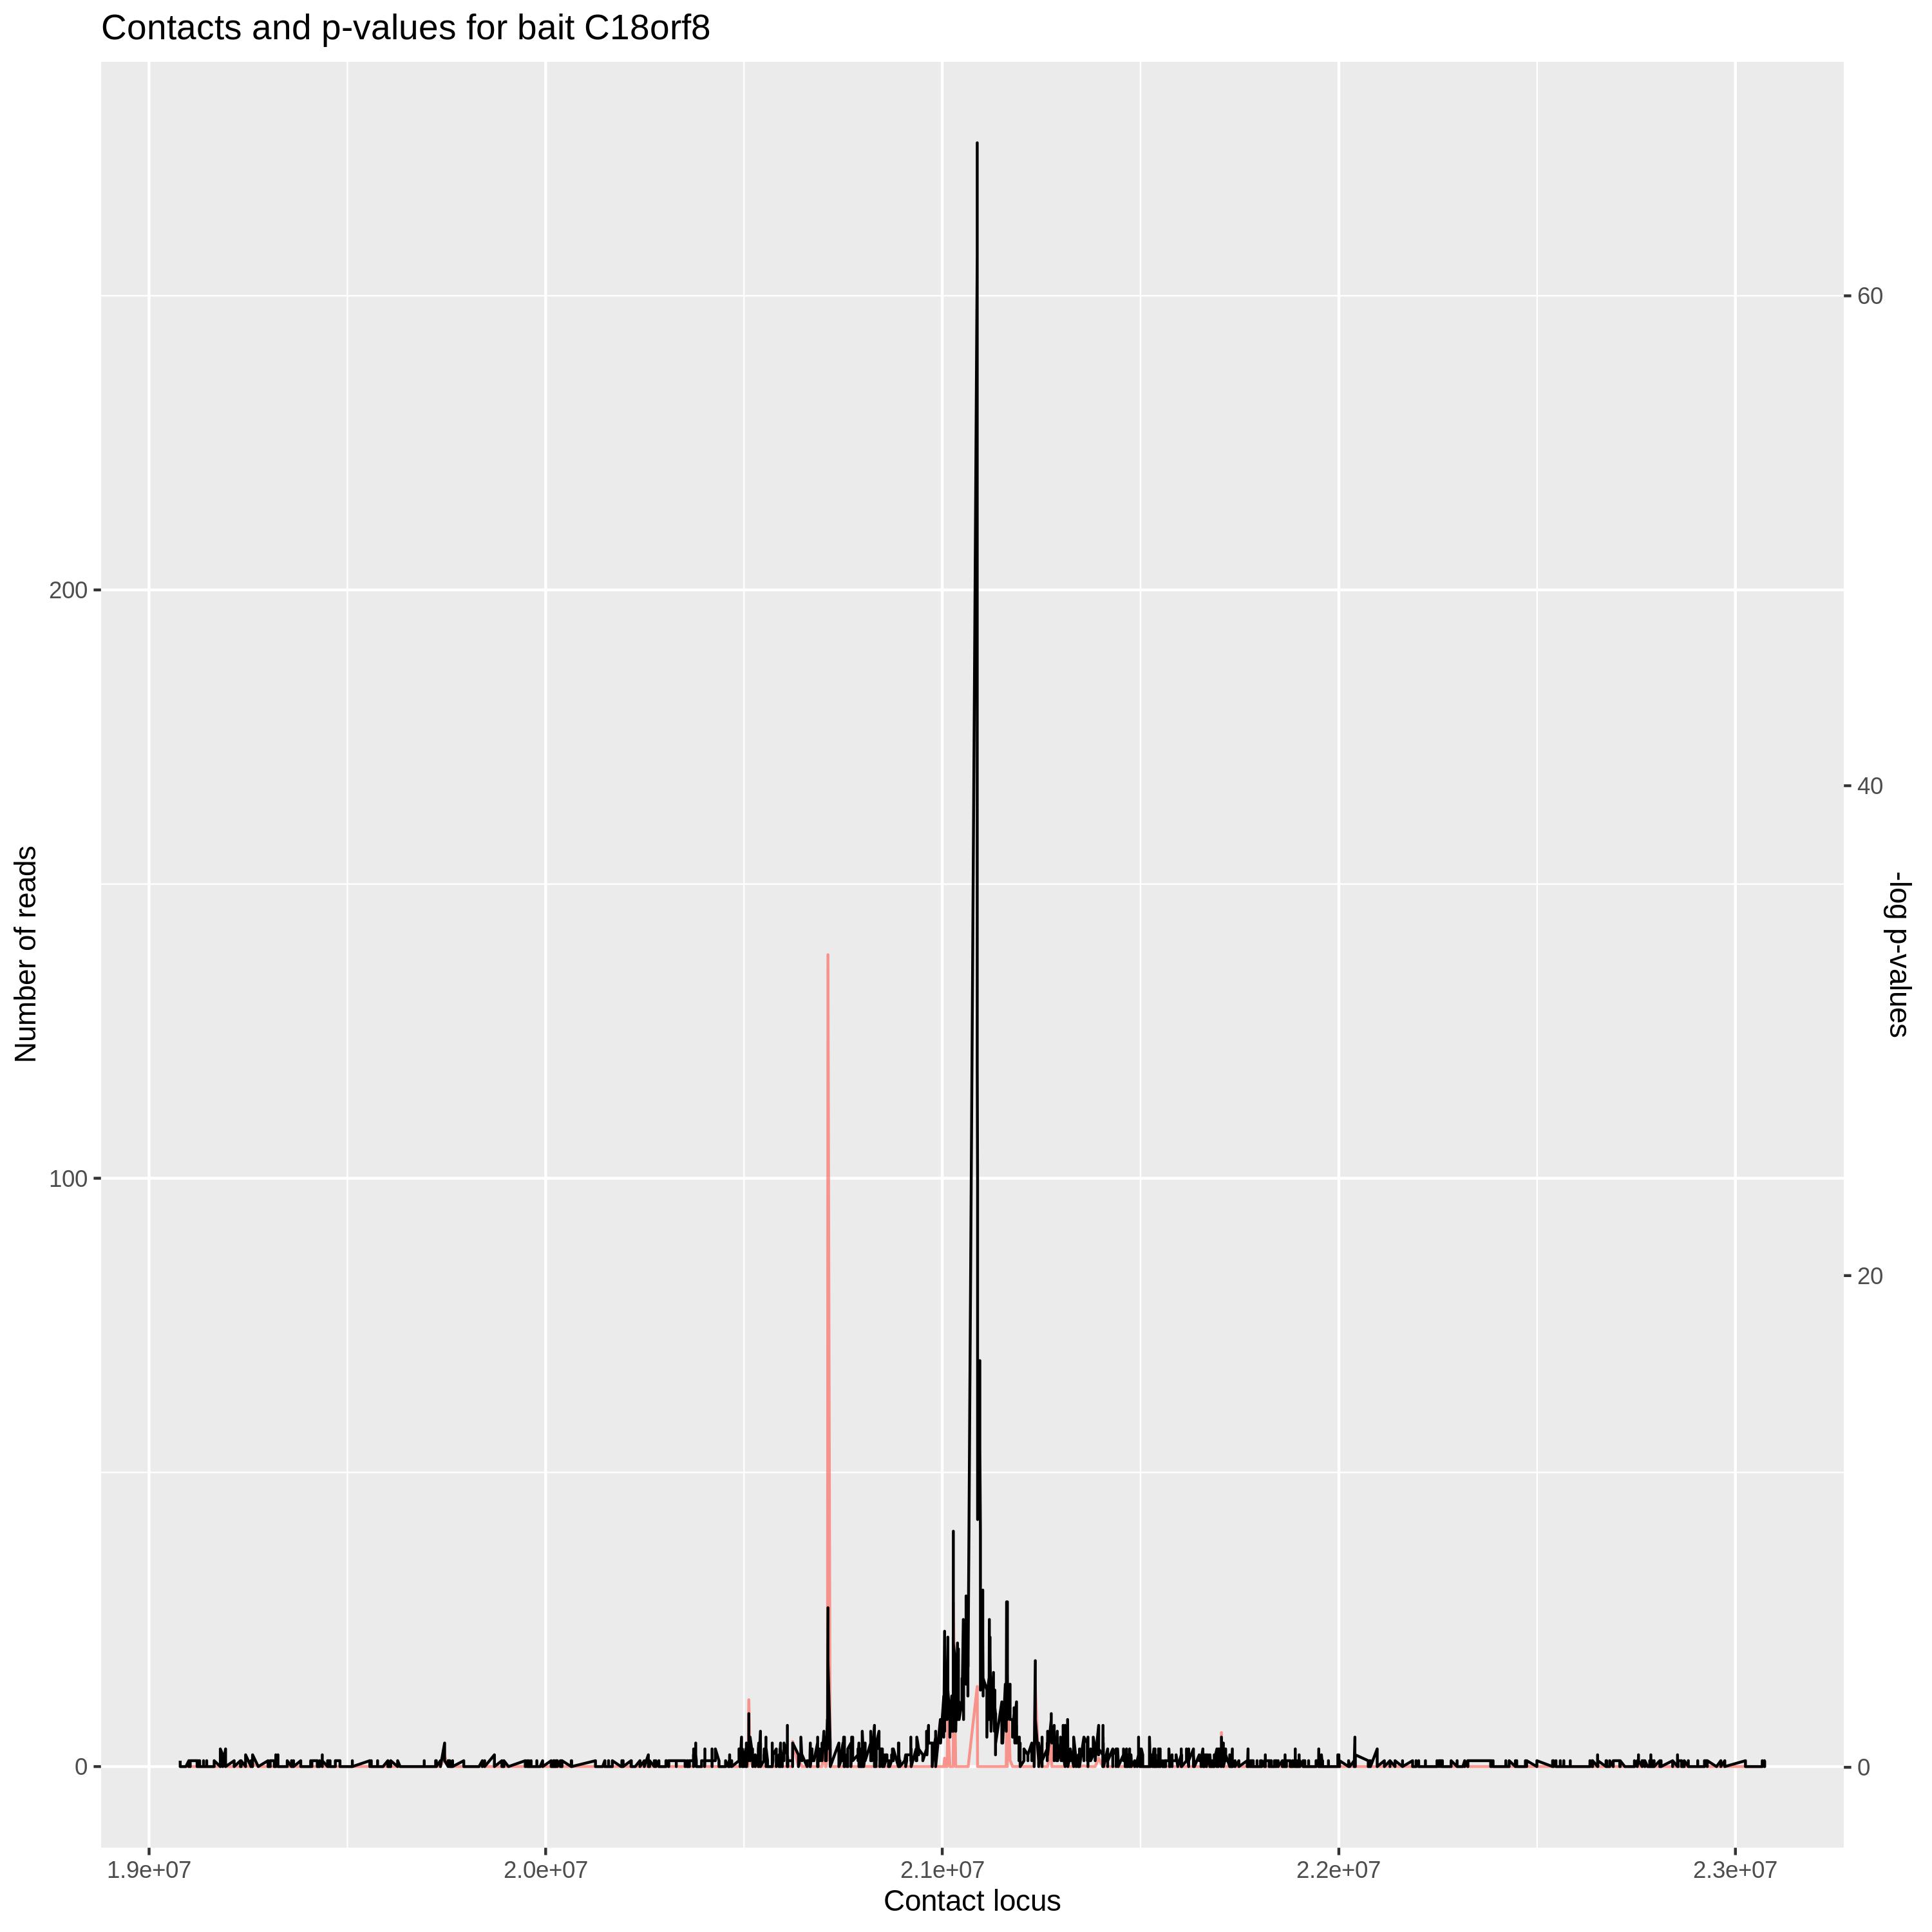 Contacts and p-values for bait C18orf8
Number of reads
200
100
0
60
40
20
0
-log p-values
1.9e+07 2.0e+07 2.1e+07 2.2e+07 2.3e+07
Contact locus